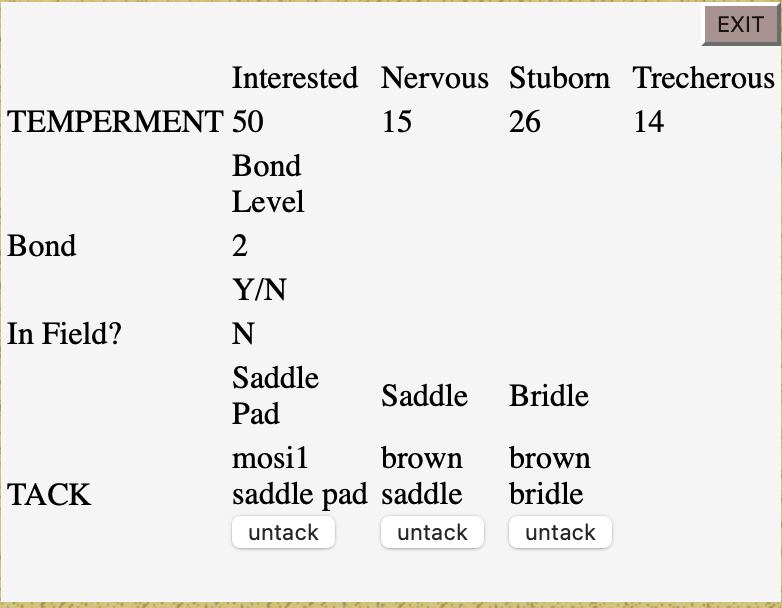 EXIT
Interested Nervous Stuborn Trecherous
TEMPERMENT 50 15 26 14
Bond
Level
Bond 2
Y/N
In Field? N
Saddle
Pad Saddle Bridle
mosi1 brown brown
TACK saddle pad saddle bridle
untack untack untack